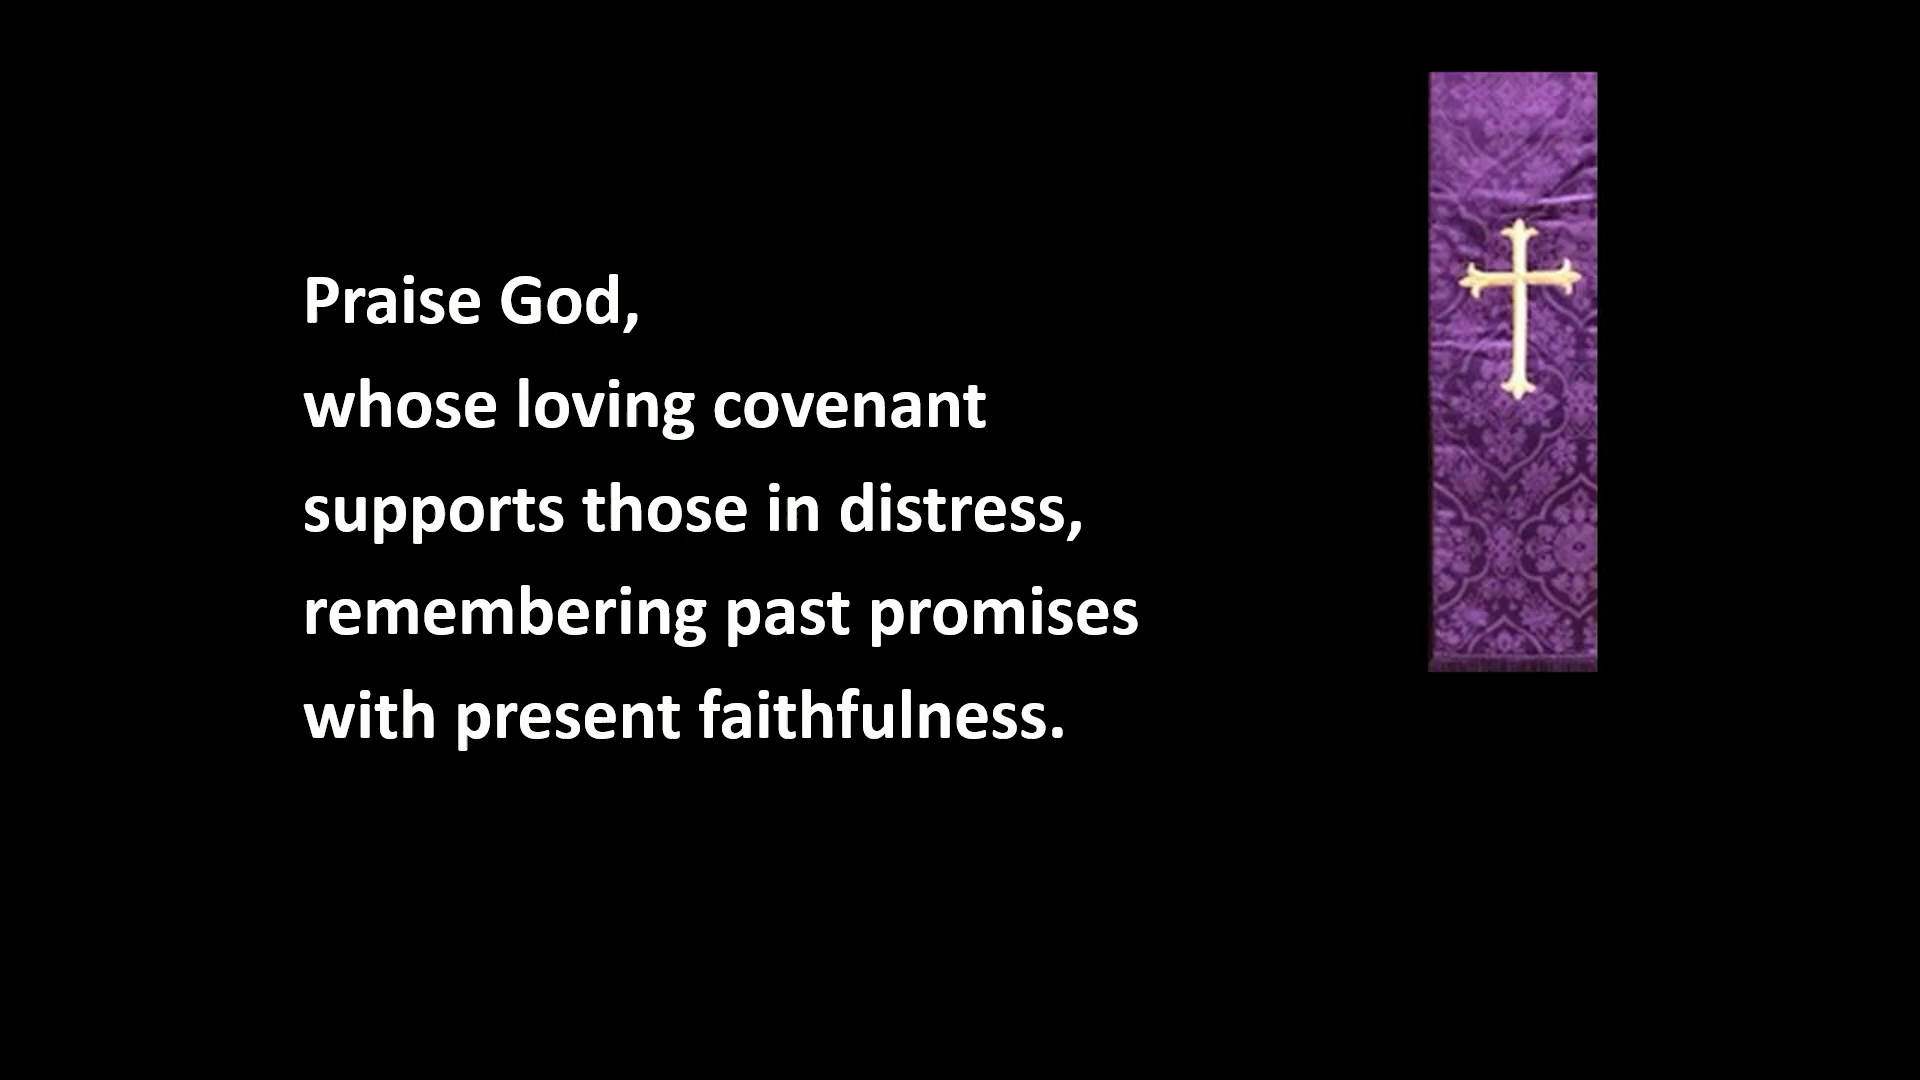 Praise God,
whose loving covenant
supports those in distress,
remembering past promises
with present faithfulness.